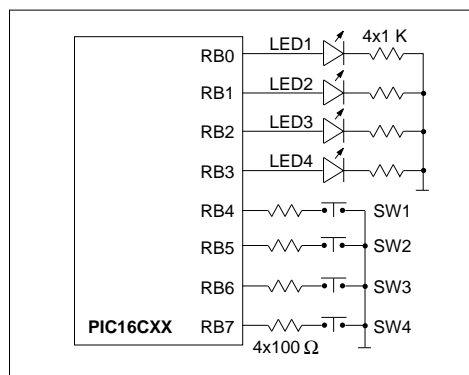 RB0 LED1 4x1 K
RB1 LED2
RB2 LED3
RB3 LED4
RB4 SW1
RB5 SW2
RB6 SW3
PIC16CXX RB7 SW4
4x100 Ω